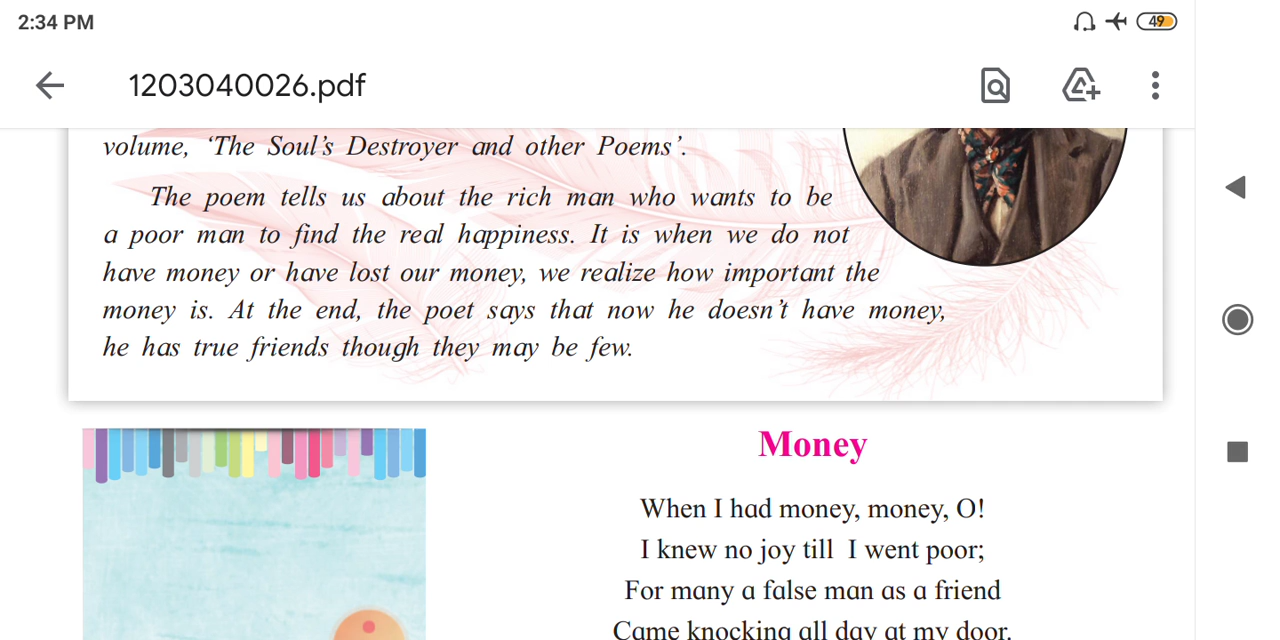 2:34 PM
49
1203040026.pdf
volume, ‘The Soul’s Destroyer and other Poems’.
The poem tells us about the rich man who wants to be
a poor man to find the real happiness. It is when we do not
have money or have lost our money, we realize how important the
money is. At the end, the poet says that now he doesn’t have money,
he has true friends though they may be few.
Money
When I had money, money, O!
I knew no joy till I went poor;
For many a false man as a friend
Came knocking all day at my door.